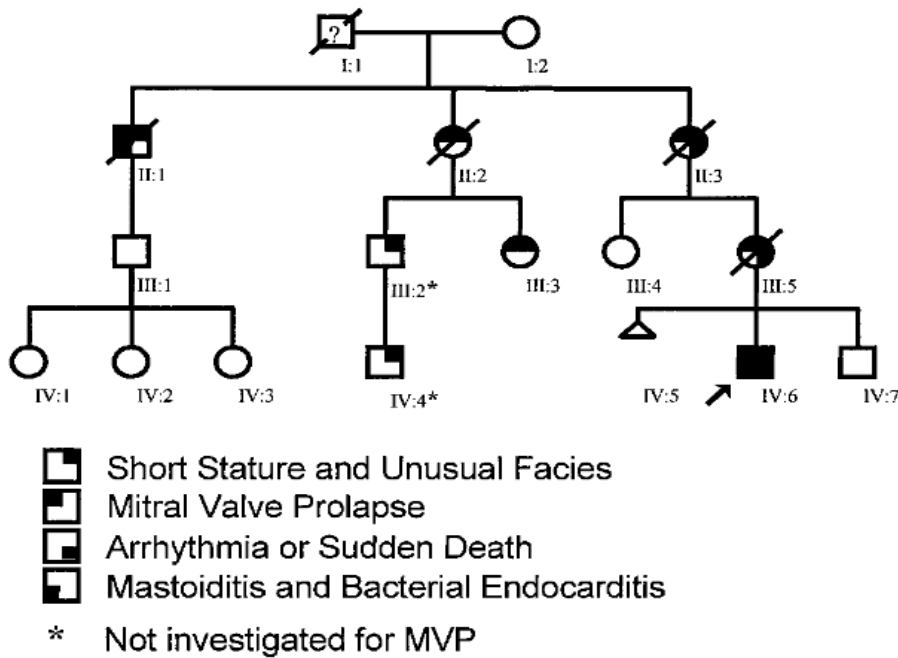 ?
I:1 I:2
II:1 II:2 II:3
III:1 III:2* III:3 III:4 III:5
IV:1 IV:2 IV:3 IV:4* IV:5 IV:6 IV:7
Short Stature and Unusual Facies
Mitral Valve Prolapse
Arrhythmia or Sudden Death
Mastoiditis and Bacterial Endocarditis
* Not investigated for MVP